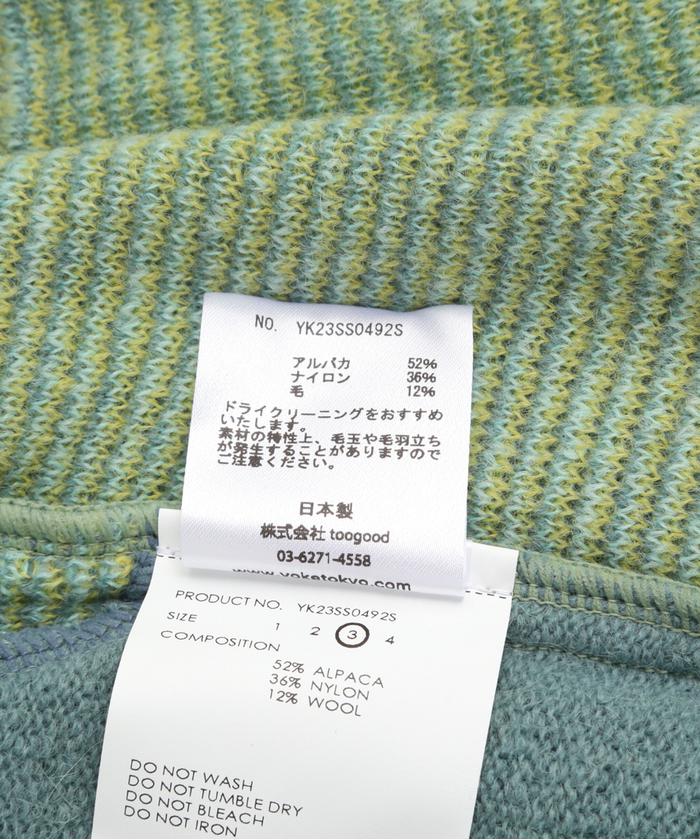 NO. YK23SS0492S
アルパカ 52%
ナイロン 36%
毛 12%
ドライクリーニングをおすすめ
いたします。
素材の特性上、毛玉や毛羽立ち
が発生することがありますので
ご注意ください。
日本製
株式会社 toogood
03-6271-4558
www.yoketokyo.com
PRODUCT NO. YK23SS0492S
SIZE 1 2 3 4
COMPOSITION
52% ALPACA
36% NYLON
12% WOOL
DO NOT WASH
DO NOT TUMBLE DRY
DO NOT BLEACH
DO NOT IRON